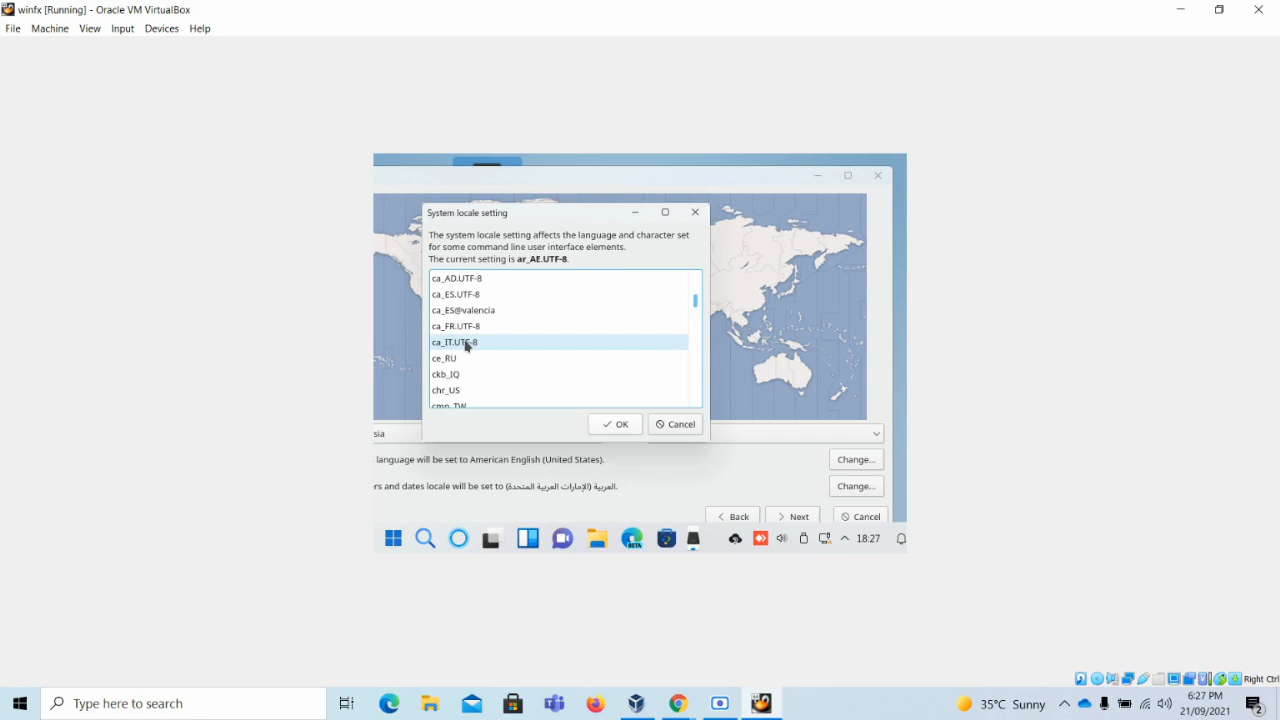 winfx [Running] - Oracle VM VirtualBox
File Machine View Input Devices Help
System locale setting
The system locale setting affects the language and character set
for some command line user interface elements.
The current setting is ar_AE.UTF-8.
ca_AD.UTF-8
ca_ES.UTF-8
ca_ES@valencia
ca_FR.UTF-8
ca_IT.UTF-8
ce_RU
ckb_IQ
chr_US
cmn_TW
OK Cancel
sia
language will be set to American English (United States). Change...
rs and dates locale will be set to العربية (الإمارات العربية المتحدة). Change...
Back Next Cancel
BETA
18:27
Right Ctrl
Type here to search
35°C Sunny
6:27 PM
21/09/2021
2